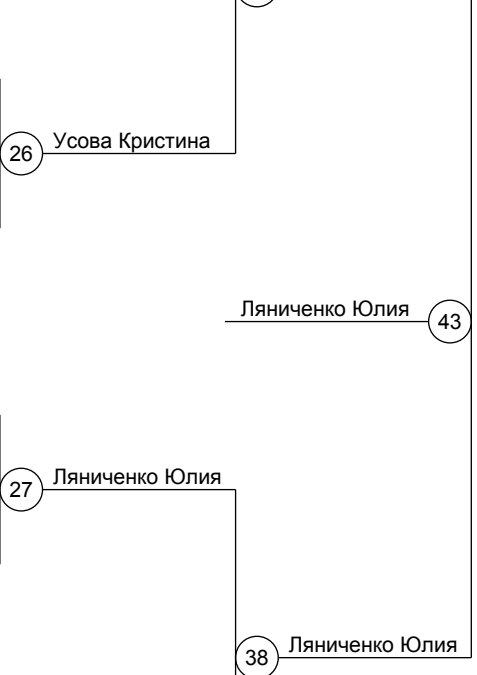 26 Усова Кристина
Ляниченко Юлия 43
27 Ляниченко Юлия
38 Ляниченко Юлия